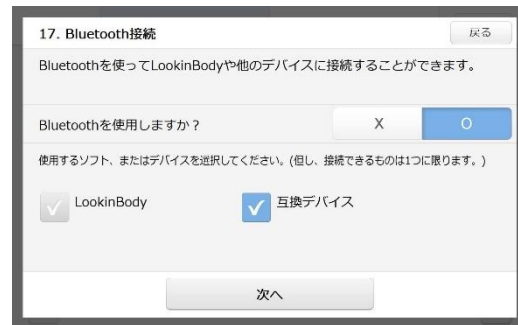 17. Bluetooth接続
戻る
Bluetoothを使ってLookinBodyや他のデバイスに接続することができます。
Bluetoothを使用しますか？
X
O
使用するソフト、またはデバイスを選択してください。(但し、接続できるものは1つに限ります。)
LookinBody
互換デバイス
次へ